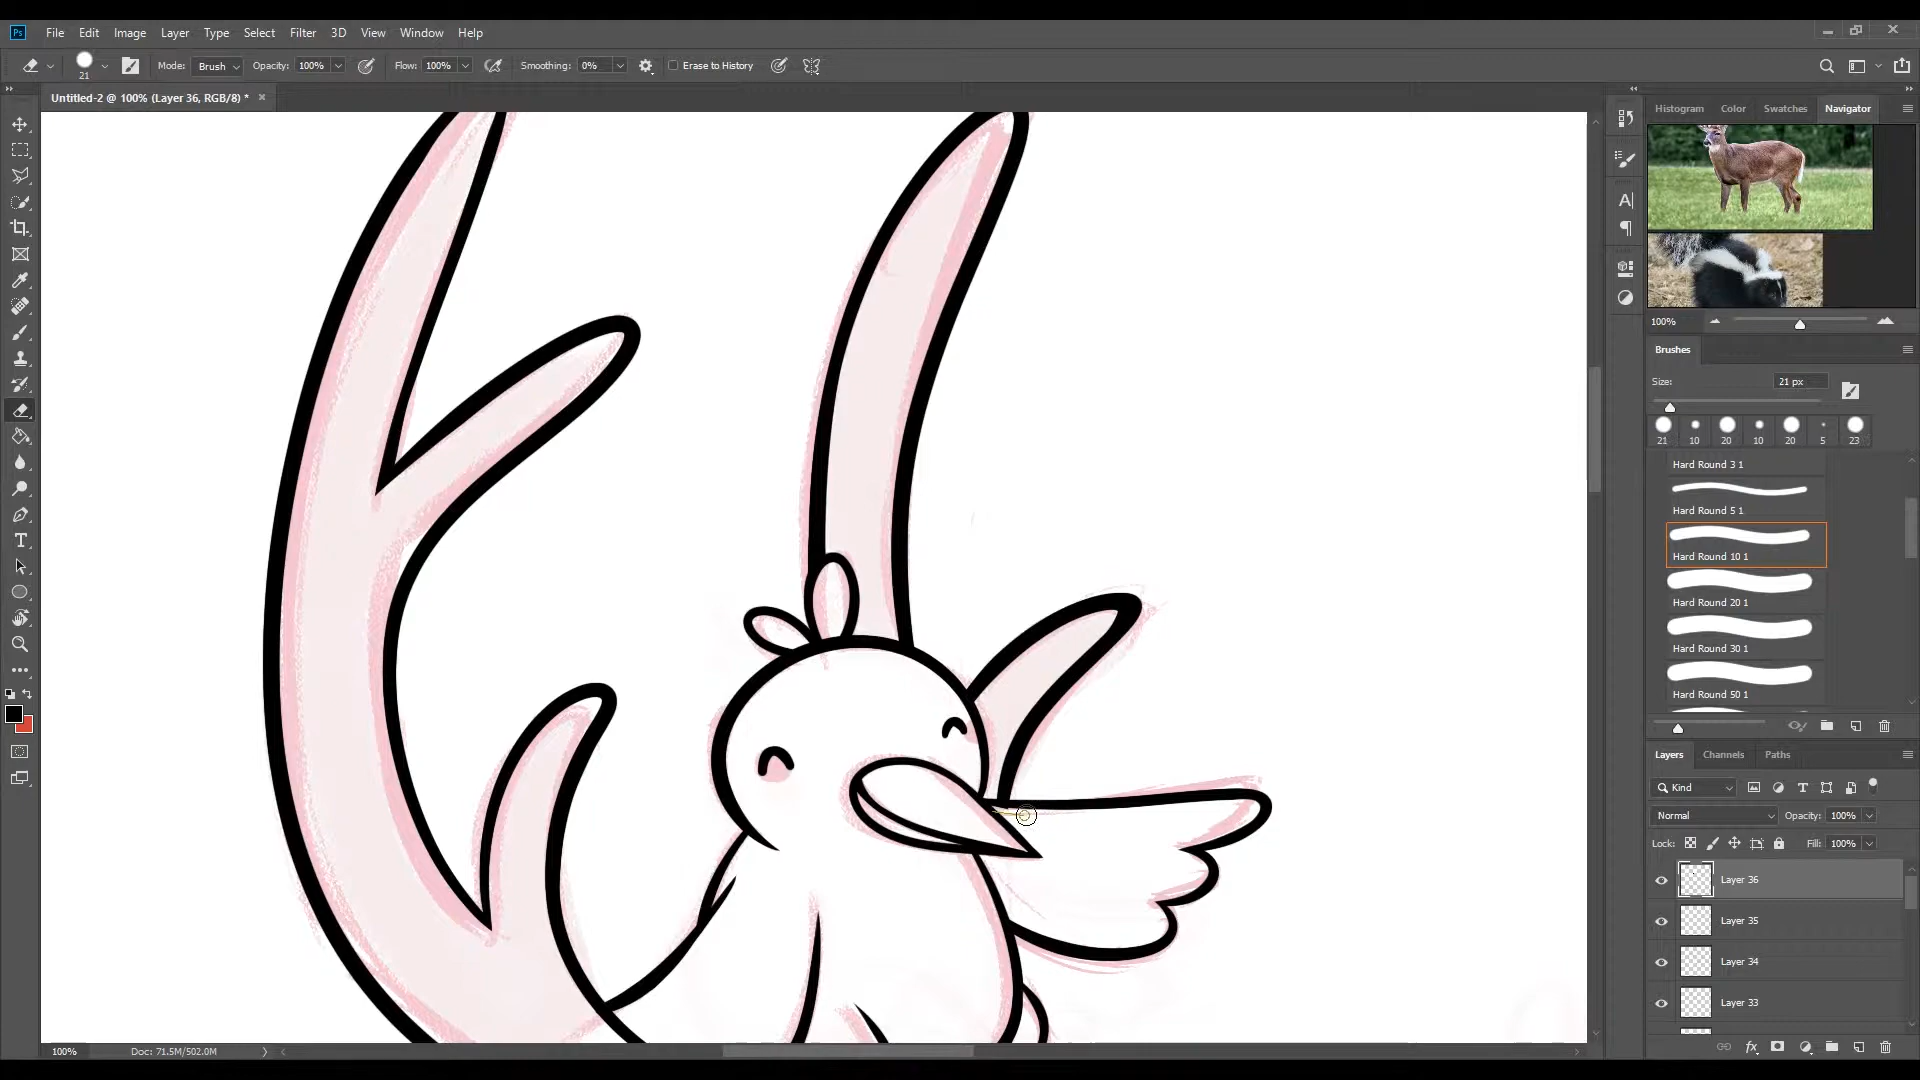 Ps File Edit Image Layer Type Select Filter 3D View Window Help
21 Mode: Brush Opacity: 100% Flow: 100% Smoothing: 0% Erase to History
Untitled-2 @ 100% (Layer 36, RGB/8) *
Histogram Color Swatches Navigator
100%
Brushes
Size: 21 px
21 10 20 10 20 5 23
Hard Round 3 1
Hard Round 5 1
Hard Round 10 1
Hard Round 20 1
Hard Round 30 1
Hard Round 50 1
Layers Channels Paths
Kind
Normal Opacity: 100%
Lock: Fill: 100%
Layer 36
Layer 35
Layer 34
Layer 33
fx
100% Doc: 71.5M/502.0M